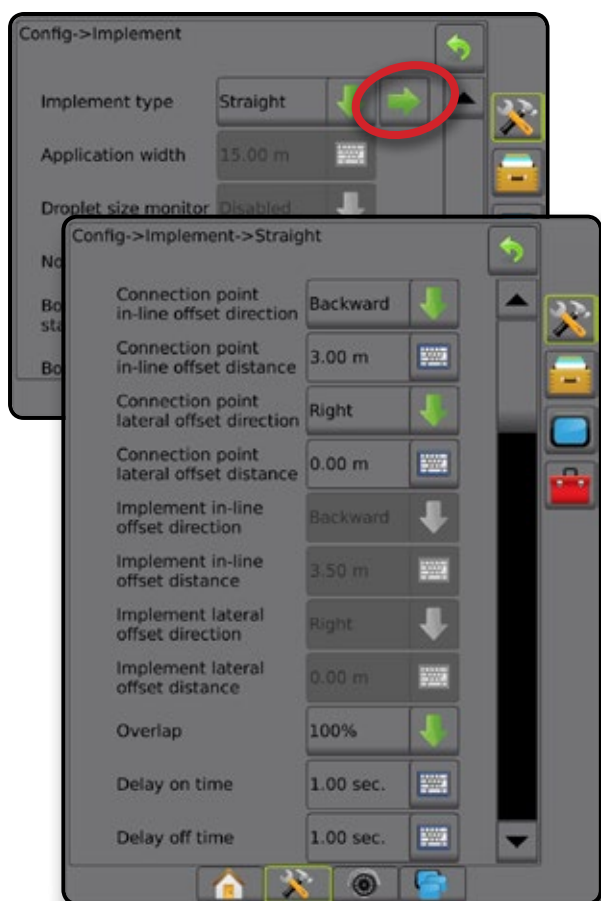 Config->Implement
Implement type Straight
Application width 15.00 m
Droplet size monitor Disabled
No
Bo
sta
Bo
Config->Implement->Straight
Connection point
in-line offset direction Backward
Connection point
in-line offset distance 3.00 m
Connection point
lateral offset direction Right
Connection point
lateral offset distance 0.00 m
Implement in-line
offset direction Backward
Implement in-line
offset distance 3.50 m
Implement lateral
offset direction Right
Implement lateral
offset distance 0.00 m
Overlap 100%
Delay on time 1.00 sec.
Delay off time 1.00 sec.